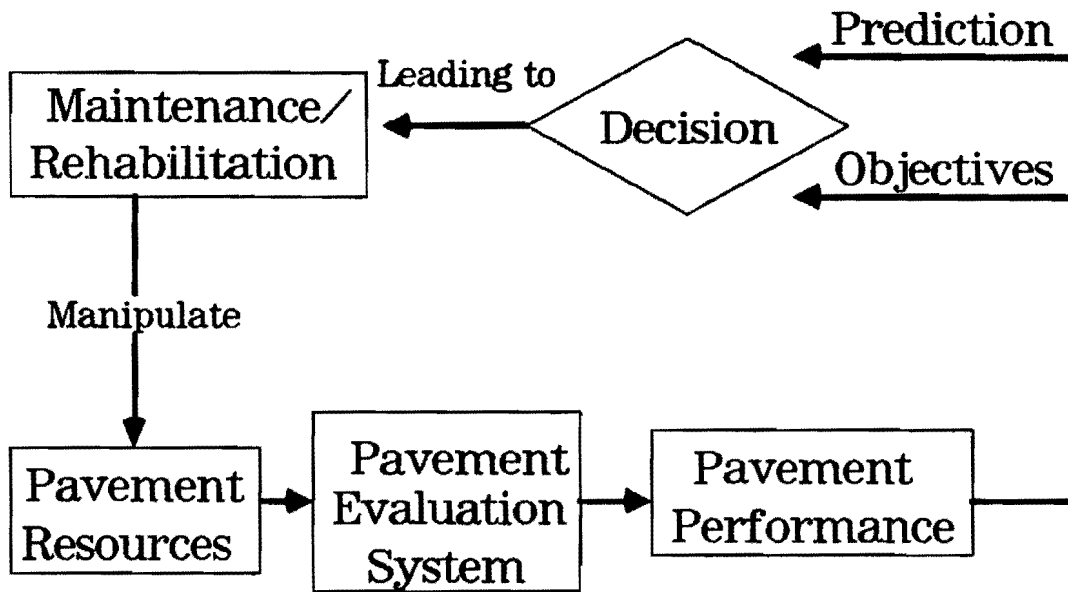 Prediction
Leading to
Maintenance/
Rehabilitation
Decision
Objectives
Manipulate
Pavement
Resources
Pavement
Evaluation
System
Pavement
Performance